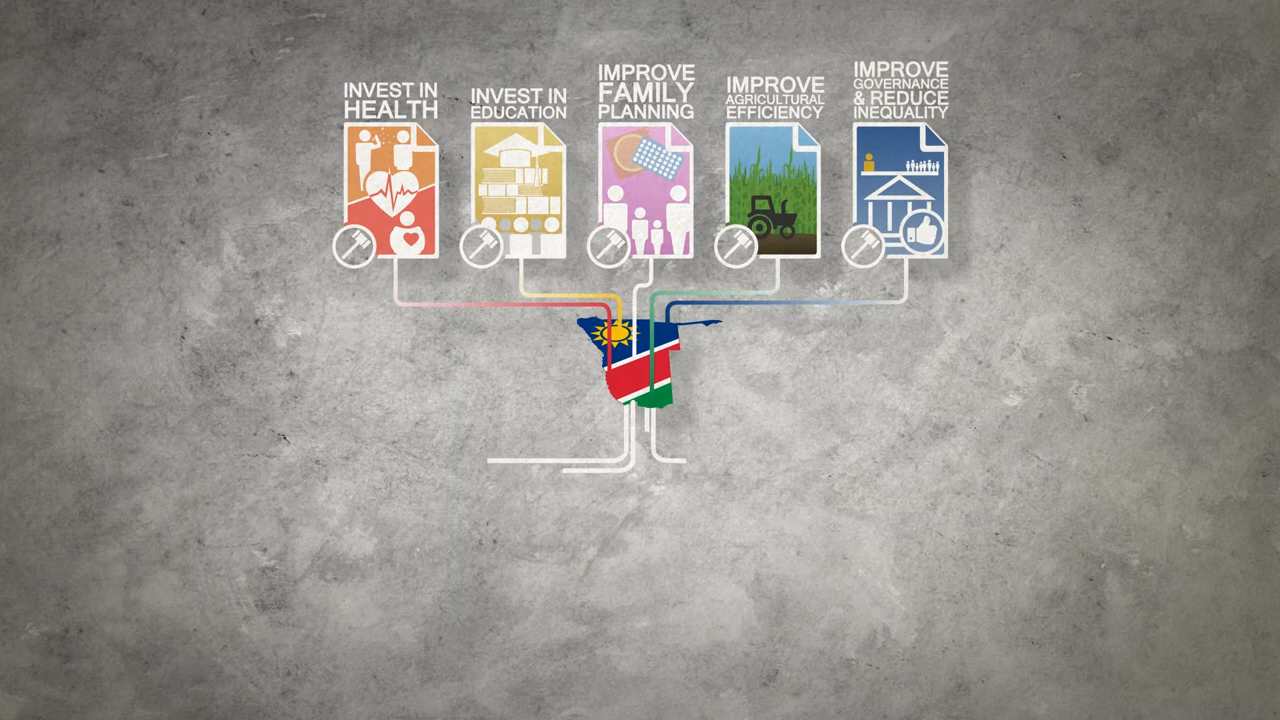 INVEST IN
HEALTH
INVEST IN
EDUCATION
IMPROVE
FAMILY
PLANNING
IMPROVE
AGRICULTURAL
EFFICIENCY
IMPROVE
GOVERNANCE
& REDUCE
INEQUALITY